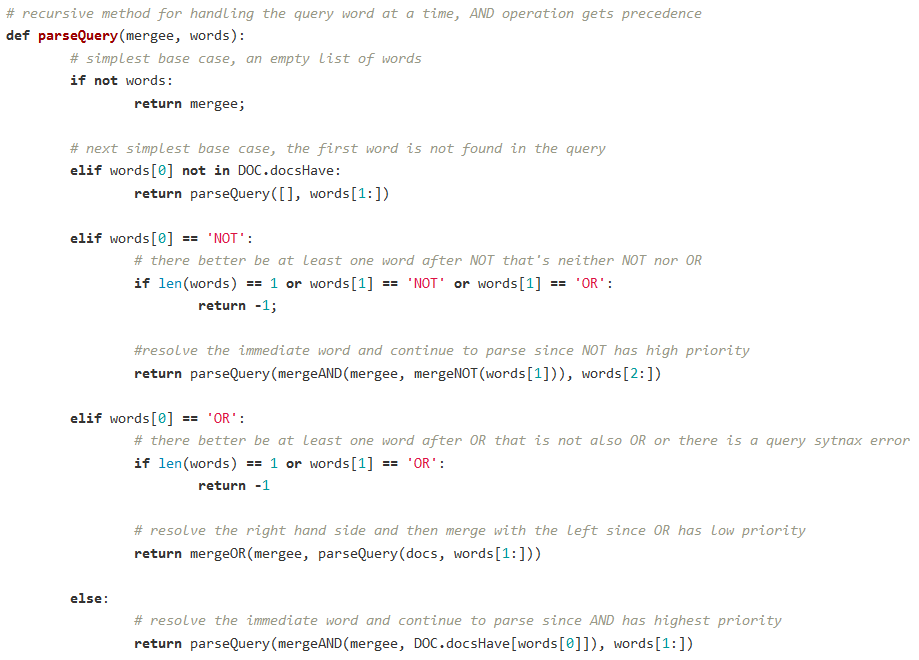 # recursive method for handling the query word at a time, AND operation gets precedence
def parseQuery(mergee, words):
        # simplest base case, an empty list of words
        if not words:
                return mergee;

        # next simplest base case, the first word is not found in the query
        elif words[0] not in DOC.docsHave:
                return parseQuery([], words[1:])

        elif words[0] == 'NOT':
                # there better be at least one word after NOT that's neither NOT nor OR
                if len(words) == 1 or words[1] == 'NOT' or words[1] == 'OR':
                        return -1;

                #resolve the immediate word and continue to parse since NOT has high priority
                return parseQuery(mergeAND(mergee, mergeNOT(words[1])), words[2:])

        elif words[0] == 'OR':
                # there better be at least one word after OR that is not also OR or there is a query sytnax error
                if len(words) == 1 or words[1] == 'OR':
                        return -1

                # resolve the right hand side and then merge with the left since OR has low priority
                return mergeOR(mergee, parseQuery(docs, words[1:]))

        else:
                # resolve the immediate word and continue to parse since AND has highest priority
                return parseQuery(mergeAND(mergee, DOC.docsHave[words[0]]), words[1:])